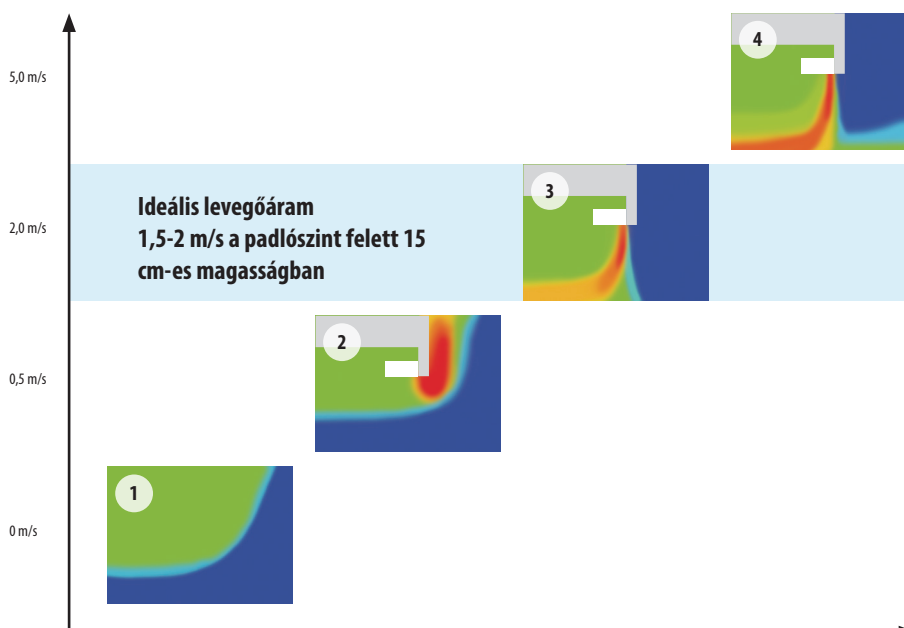 4
5,0 m/s
3
Ideális levegőáram
1,5-2 m/s a padlószint felett 15
cm-es magasságban
2,0 m/s
2
0,5 m/s
1
0 m/s